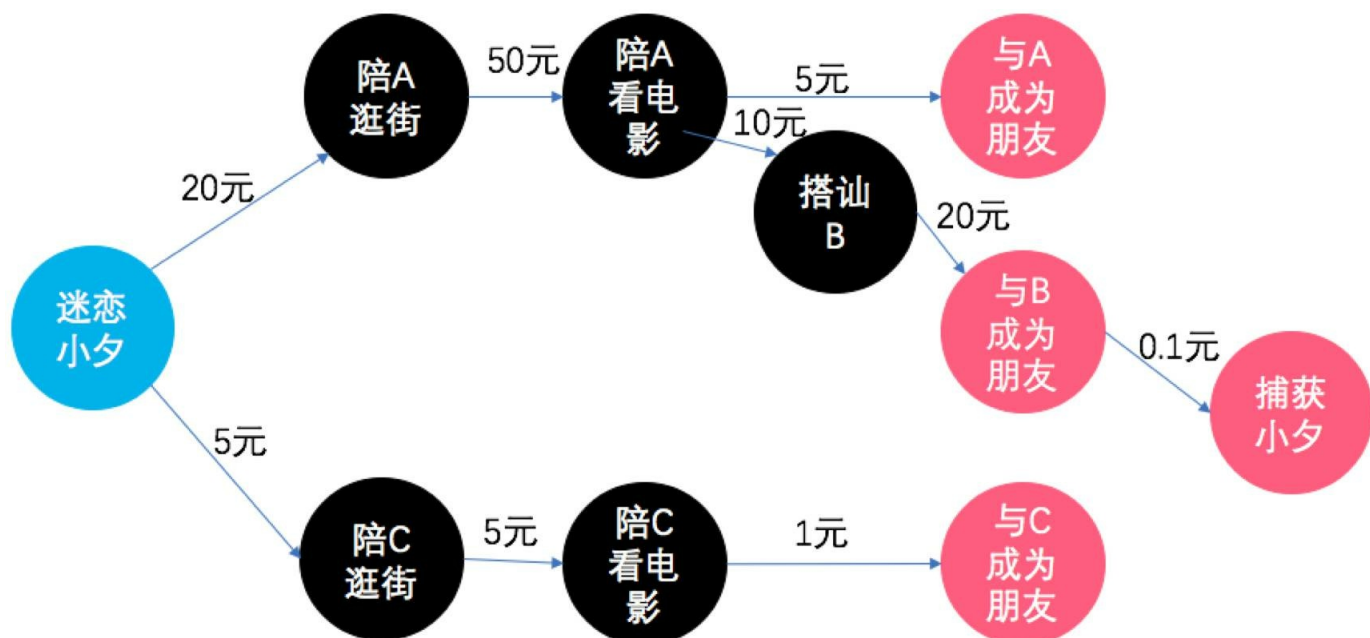 陪A
逛街
50元
陪A
看电
影
5元
与A
成为
朋友
10元
搭讪
B
20元
20元
迷恋
小夕
与B
成为
朋友
0.1元
捕获
小夕
5元
陪C
逛街
5元
陪C
看电
影
1元
与C
成为
朋友